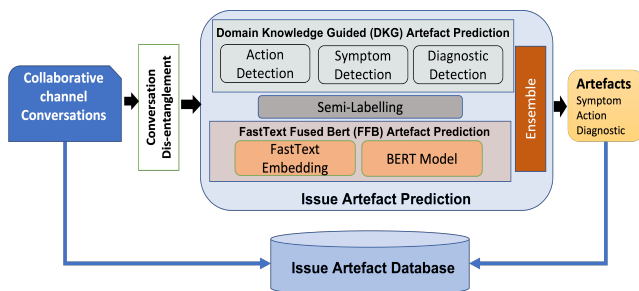 Collaborative
channel
Conversations
Conversation
Dis-entanglement
Domain Knowledge Guided (DKG) Artefact Prediction
Action
Detection
Symptom
Detection
Diagnostic
Detection
Semi-Labelling
FastText Fused Bert (FFB) Artefact Prediction
FastText
Embedding
BERT Model
Issue Artefact Prediction
Ensemble
Artefacts
Symptom
Action
Diagnostic
Issue Artefact Database